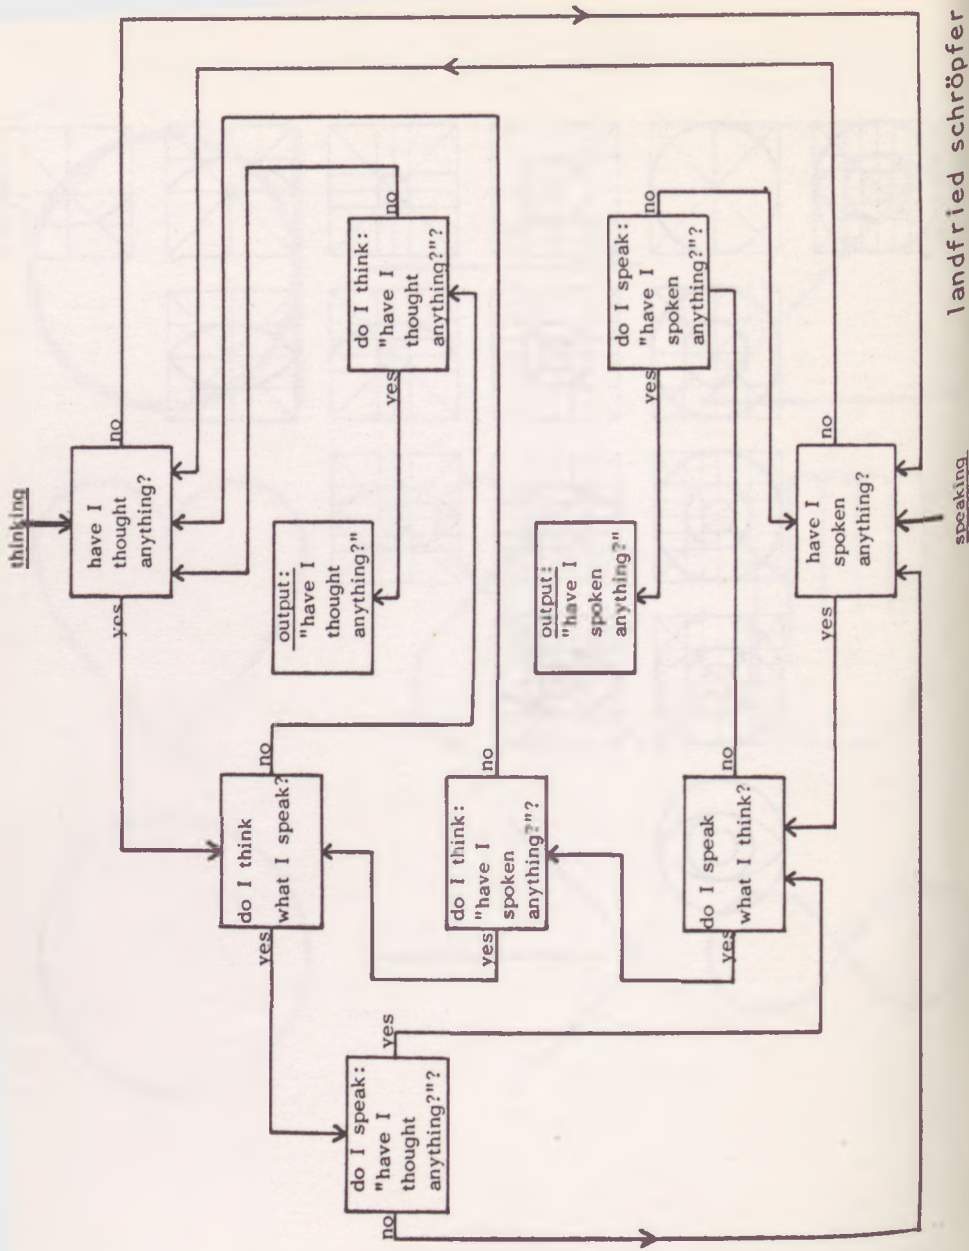 thinking
have I
thought
anything?
yes
no
do I think
what I speak?
yes
no
output:
"have I
thought
anything?"
do I think:
"have I
thought
anything?"?
yes
no
do I speak:
"have I
thought
anything?"?
no
yes
do I think:
"have I
spoken
anything?"?
yes
no
output:
"have I
spoken
anything?"
do I speak:
"have I
spoken
anything?"?
yes
no
do I speak
what I think?
yes
no
have I
spoken
anything?
yes
no
speaking
landfried schröpfer